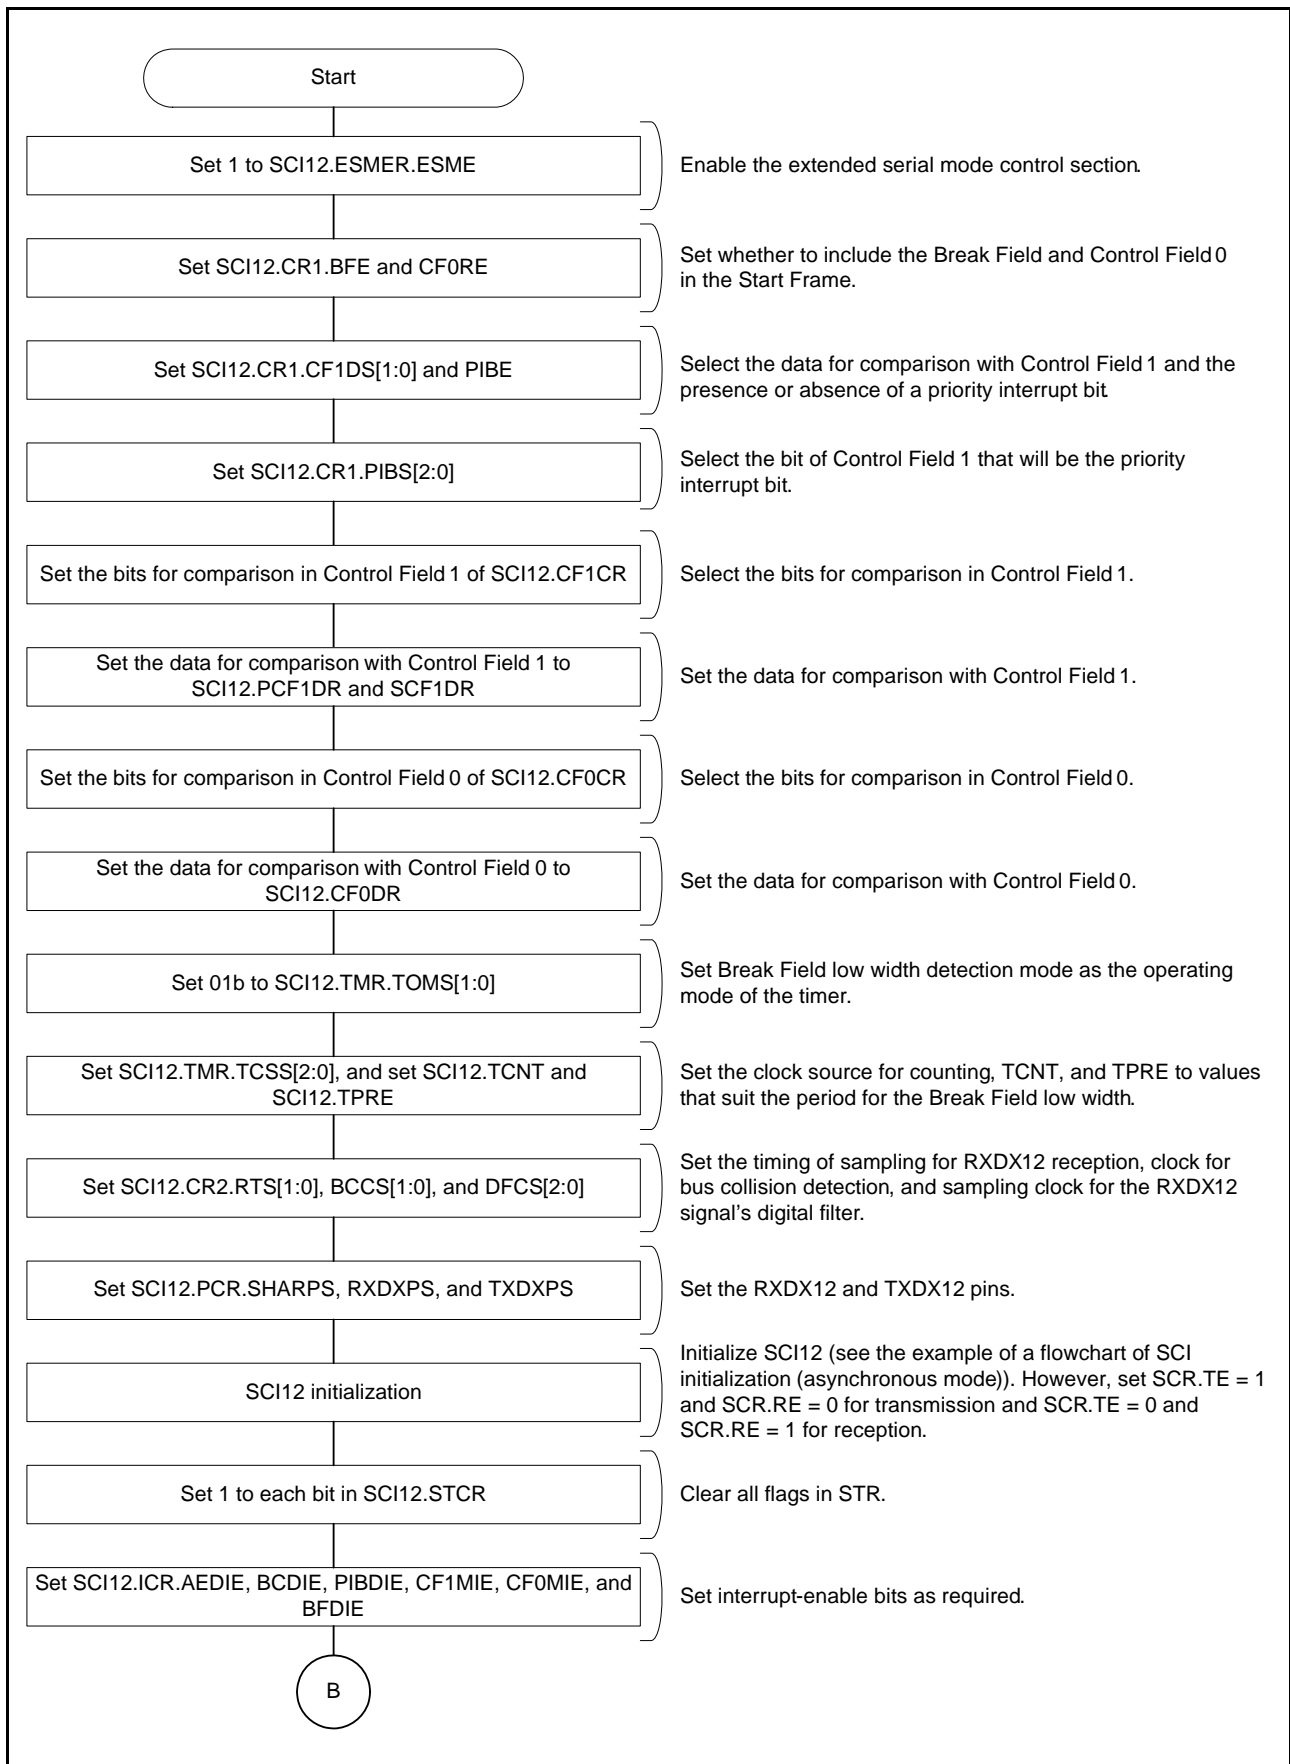 Start
Set 1 to SCI12.ESMER.ESME
Enable the extended serial mode control section.
Set SCI12.CR1.BFE and CF0RE
Set whether to include the Break Field and Control Field 0
in the Start Frame.
Set SCI12.CR1.CF1DS[1:0] and PIBE
Select the data for comparison with Control Field 1 and the
presence or absence of a priority interrupt bit.
Set SCI12.CR1.PIBS[2:0]
Select the bit of Control Field 1 that will be the priority
interrupt bit.
Set the bits for comparison in Control Field 1 of SCI12.CF1CR
Select the bits for comparison in Control Field 1.
Set the data for comparison with Control Field 1 to
SCI12.PCF1DR and SCF1DR
Set the data for comparison with Control Field 1.
Set the bits for comparison in Control Field 0 of SCI12.CF0CR
Select the bits for comparison in Control Field 0.
Set the data for comparison with Control Field 0 to
SCI12.CF0DR
Set the data for comparison with Control Field 0.
Set 01b to SCI12.TMR.TOMS[1:0]
Set Break Field low width detection mode as the operating
mode of the timer.
Set SCI12.TMR.TCSS[2:0], and set SCI12.TCNT and
SCI12.TPRE
Set the clock source for counting, TCNT, and TPRE to values
that suit the period for the Break Field low width.
Set SCI12.CR2.RTS[1:0], BCCS[1:0], and DFCS[2:0]
Set the timing of sampling for RXDX12 reception, clock for
bus collision detection, and sampling clock for the RXDX12
signal’s digital filter.
Set SCI12.PCR.SHARPS, RXDXPS, and TXDXPS
Set the RXDX12 and TXDX12 pins.
SCI12 initialization
Initialize SCI12 (see the example of a flowchart of SCI
initialization (asynchronous mode)). However, set SCR.TE = 1
and SCR.RE = 0 for transmission and SCR.TE = 0 and
SCR.RE = 1 for reception.
Set 1 to each bit in SCI12.STCR
Clear all flags in STR.
Set SCI12.ICR.AEDIE, BCDIE, PIBDIE, CF1MIE, CF0MIE, and
BFDIE
Set interrupt-enable bits as required.
B